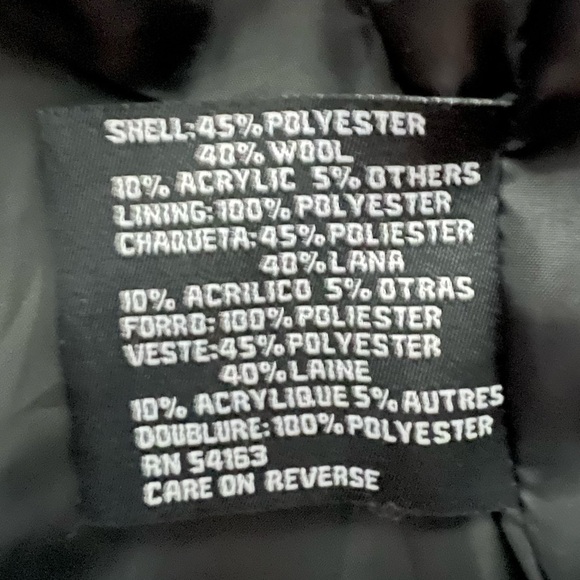 SHELL:45% POLYESTER
40% WOOL
10% ACRYLIC 5% OTHERS
LINING:100% POLYESTER
CHAQUETA:45% POLIESTER
40% LANA
10% ACRILICO 5% OTRAS
FORRO:100% POLIESTER
VESTE:45% POLYESTER
40% LAINE
10% ACRYLIQUE 5% AUTRES
DOUBLURE:100% POLYESTER
RN 54163
CARE ON REVERSE